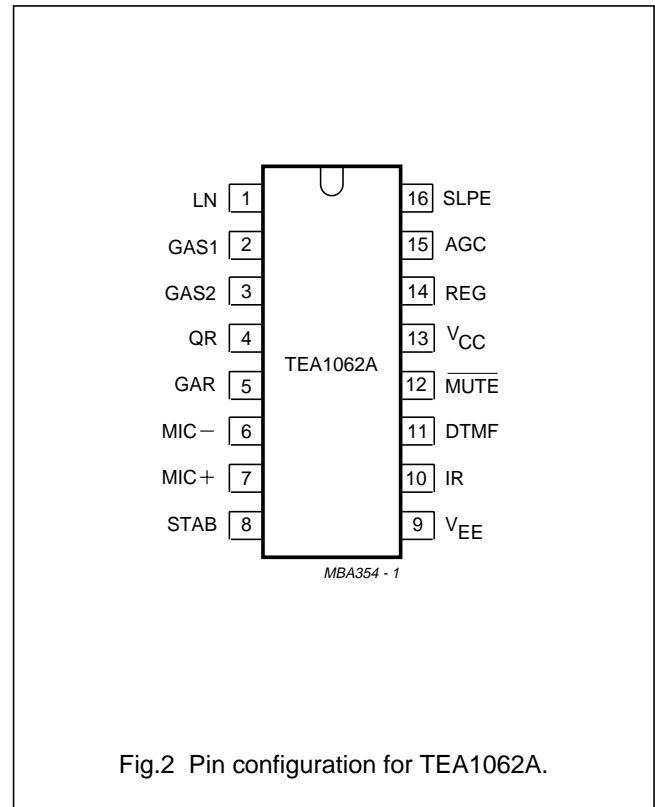 LN 1 16 SLPE
GAS1 2 15 AGC
GAS2 3 14 REG
QR 4 13 VCC
TEA1062A
GAR 5 12 MUTE
MIC− 6 11 DTMF
MIC+ 7 10 IR
STAB 8 9 VEE
MBA354 - 1
Fig.2 Pin configuration for TEA1062A.